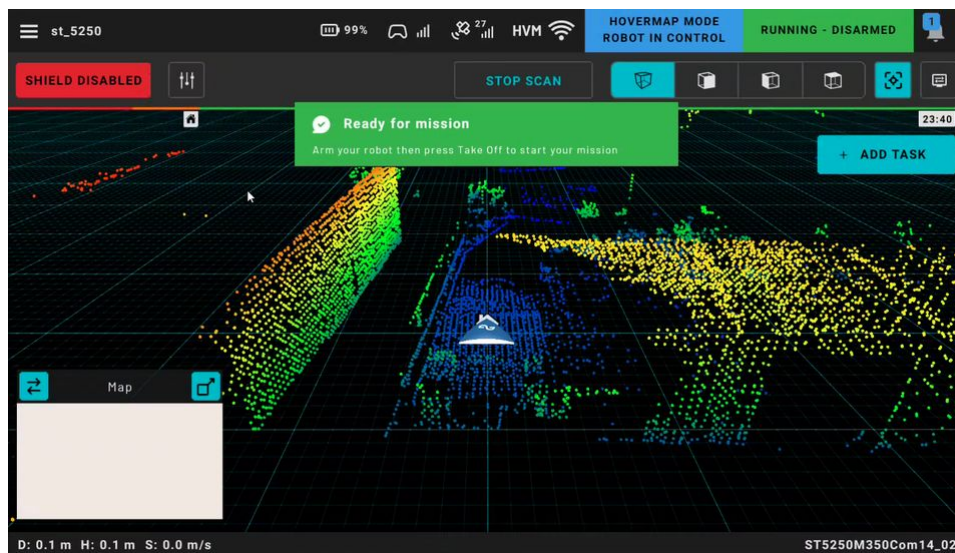 st_5250
99%
27
HVM
HOVERMAP MODE
ROBOT IN CONTROL
RUNNING - DISARMED
1
SHIELD DISABLED
STOP SCAN
Ready for mission
Arm your robot then press Take Off to start your mission
23:40
+ ADD TASK
Map
D: 0.1 m H: 0.1 m S: 0.0 m/s
ST5250M350Com14_02